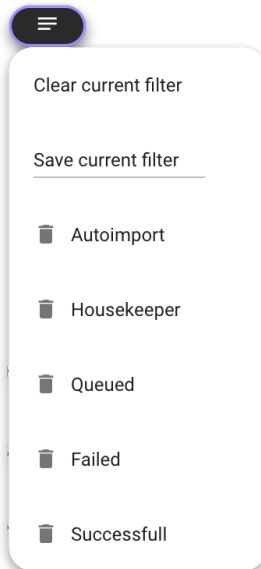 Clear current filter
Save current filter
Autoimport
Housekeeper
Queued
Failed
Successfull